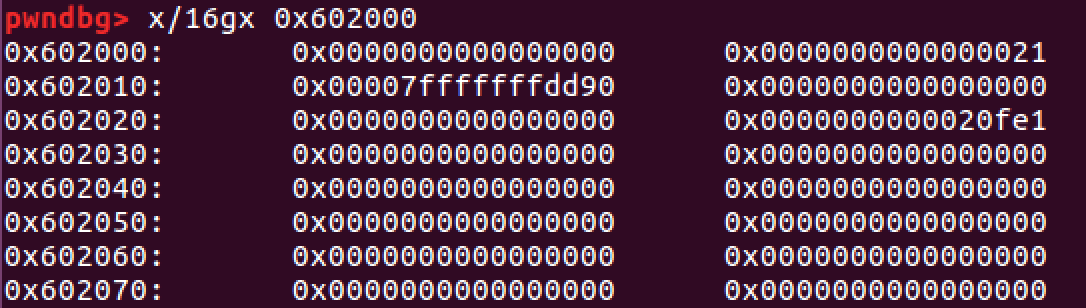 pwndbg> x/16gx 0x602000
0x602000: 0x0000000000000000 0x0000000000000021
0x602010: 0x00007fffffffdd90 0x0000000000000000
0x602020: 0x0000000000000000 0x0000000000020fe1
0x602030: 0x0000000000000000 0x0000000000000000
0x602040: 0x0000000000000000 0x0000000000000000
0x602050: 0x0000000000000000 0x0000000000000000
0x602060: 0x0000000000000000 0x0000000000000000
0x602070: 0x0000000000000000 0x0000000000000000